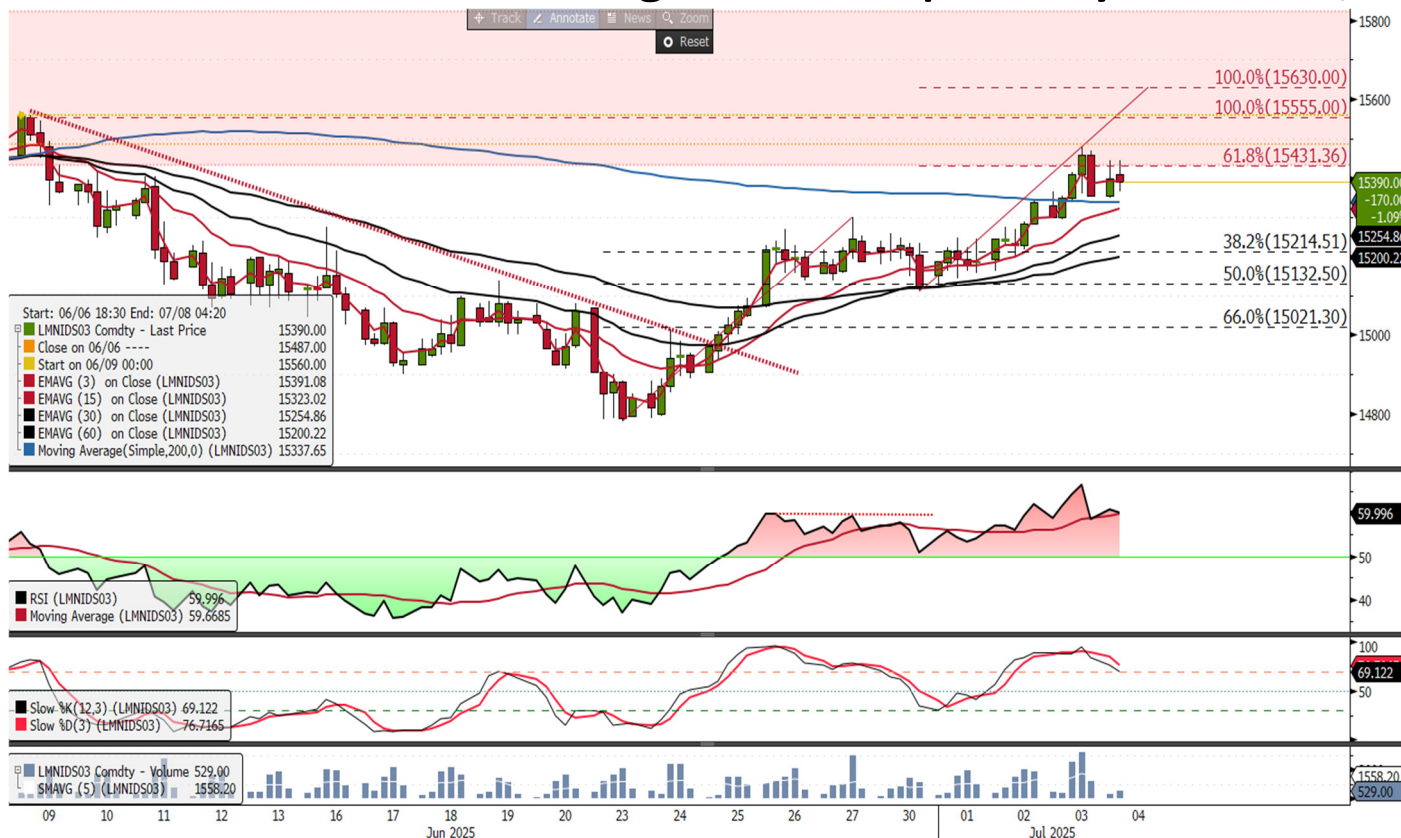 Track Annotate News Zoom
Reset
15800
100.0%(15630.00)
15600
100.0%(15555.00)
61.8%(15431.36)
15390.00
-170.00
-1.09%
15254.86
38.2%(15214.51)
15200.22
50.0%(15132.50)
66.0%(15021.30)
15000
14800
Start: 06/06 18:30 End: 07/08 04:20
LMNIDS03 Comdty - Last Price 15390.00
Close on 06/06 ---- 15487.00
Start on 06/09 00:00 15560.00
EMAVG (3) on Close (LMNIDS03) 15391.08
EMAVG (15) on Close (LMNIDS03) 15323.02
EMAVG (30) on Close (LMNIDS03) 15254.86
EMAVG (60) on Close (LMNIDS03) 15200.22
Moving Average(Simple,200,0) (LMNIDS03) 15337.65
59.996
50
40
RSI (LMNIDS03) 59.996
Moving Average (LMNIDS03) 59.6685
100
69.122
50
Slow %K(12,3) (LMNIDS03) 69.122
Slow %D(3) (LMNIDS03) 76.7165
LMNIDS03 Comdty - Volume 529.00
SMAVG (5) (LMNIDS03) 1558.20
1558.20
529.00
09 10 11 12 13 16 17 18 19 20 23 24 25 26 27 30 01 02 03 04
Jun 2025 Jul 2025